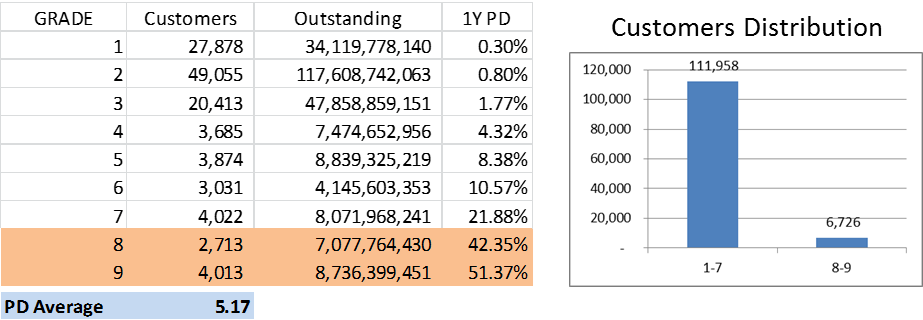 GRADE Customers Outstanding 1Y PD
1 27,878 34,119,778,140 0.30%
2 49,055 117,608,742,063 0.80%
3 20,413 47,858,859,151 1.77%
4 3,685 7,474,652,956 4.32%
5 3,874 8,839,325,219 8.38%
6 3,031 4,145,603,353 10.57%
7 4,022 8,071,968,241 21.88%
8 2,713 7,077,764,430 42.35%
9 4,013 8,736,399,451 51.37%
PD Average 5.17
Customers Distribution
120,000
100,000
80,000
60,000
40,000
20,000
-
111,958
6,726
1-7 8-9